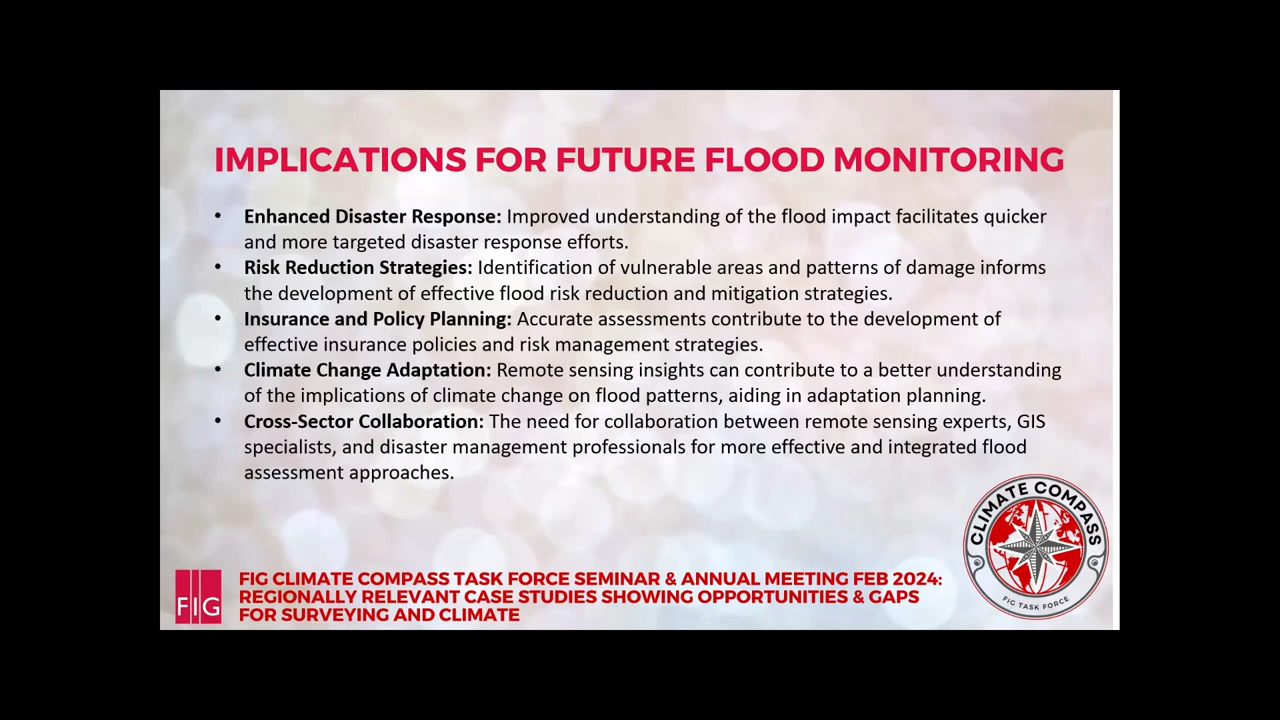 IMPLICATIONS FOR FUTURE FLOOD MONITORING
• Enhanced Disaster Response: Improved understanding of the flood impact facilitates quicker
and more targeted disaster response efforts.
• Risk Reduction Strategies: Identification of vulnerable areas and patterns of damage informs
the development of effective flood risk reduction and mitigation strategies.
• Insurance and Policy Planning: Accurate assessments contribute to the development of
effective insurance policies and risk management strategies.
• Climate Change Adaptation: Remote sensing insights can contribute to a better understanding
of the implications of climate change on flood patterns, aiding in adaptation planning.
• Cross-Sector Collaboration: The need for collaboration between remote sensing experts, GIS
specialists, and disaster management professionals for more effective and integrated flood
assessment approaches.
CLIMATE COMPASS
FIG TASK FORCE
FIG
FIG CLIMATE COMPASS TASK FORCE SEMINAR & ANNUAL MEETING FEB 2024:
REGIONALLY RELEVANT CASE STUDIES SHOWING OPPORTUNITIES & GAPS
FOR SURVEYING AND CLIMATE